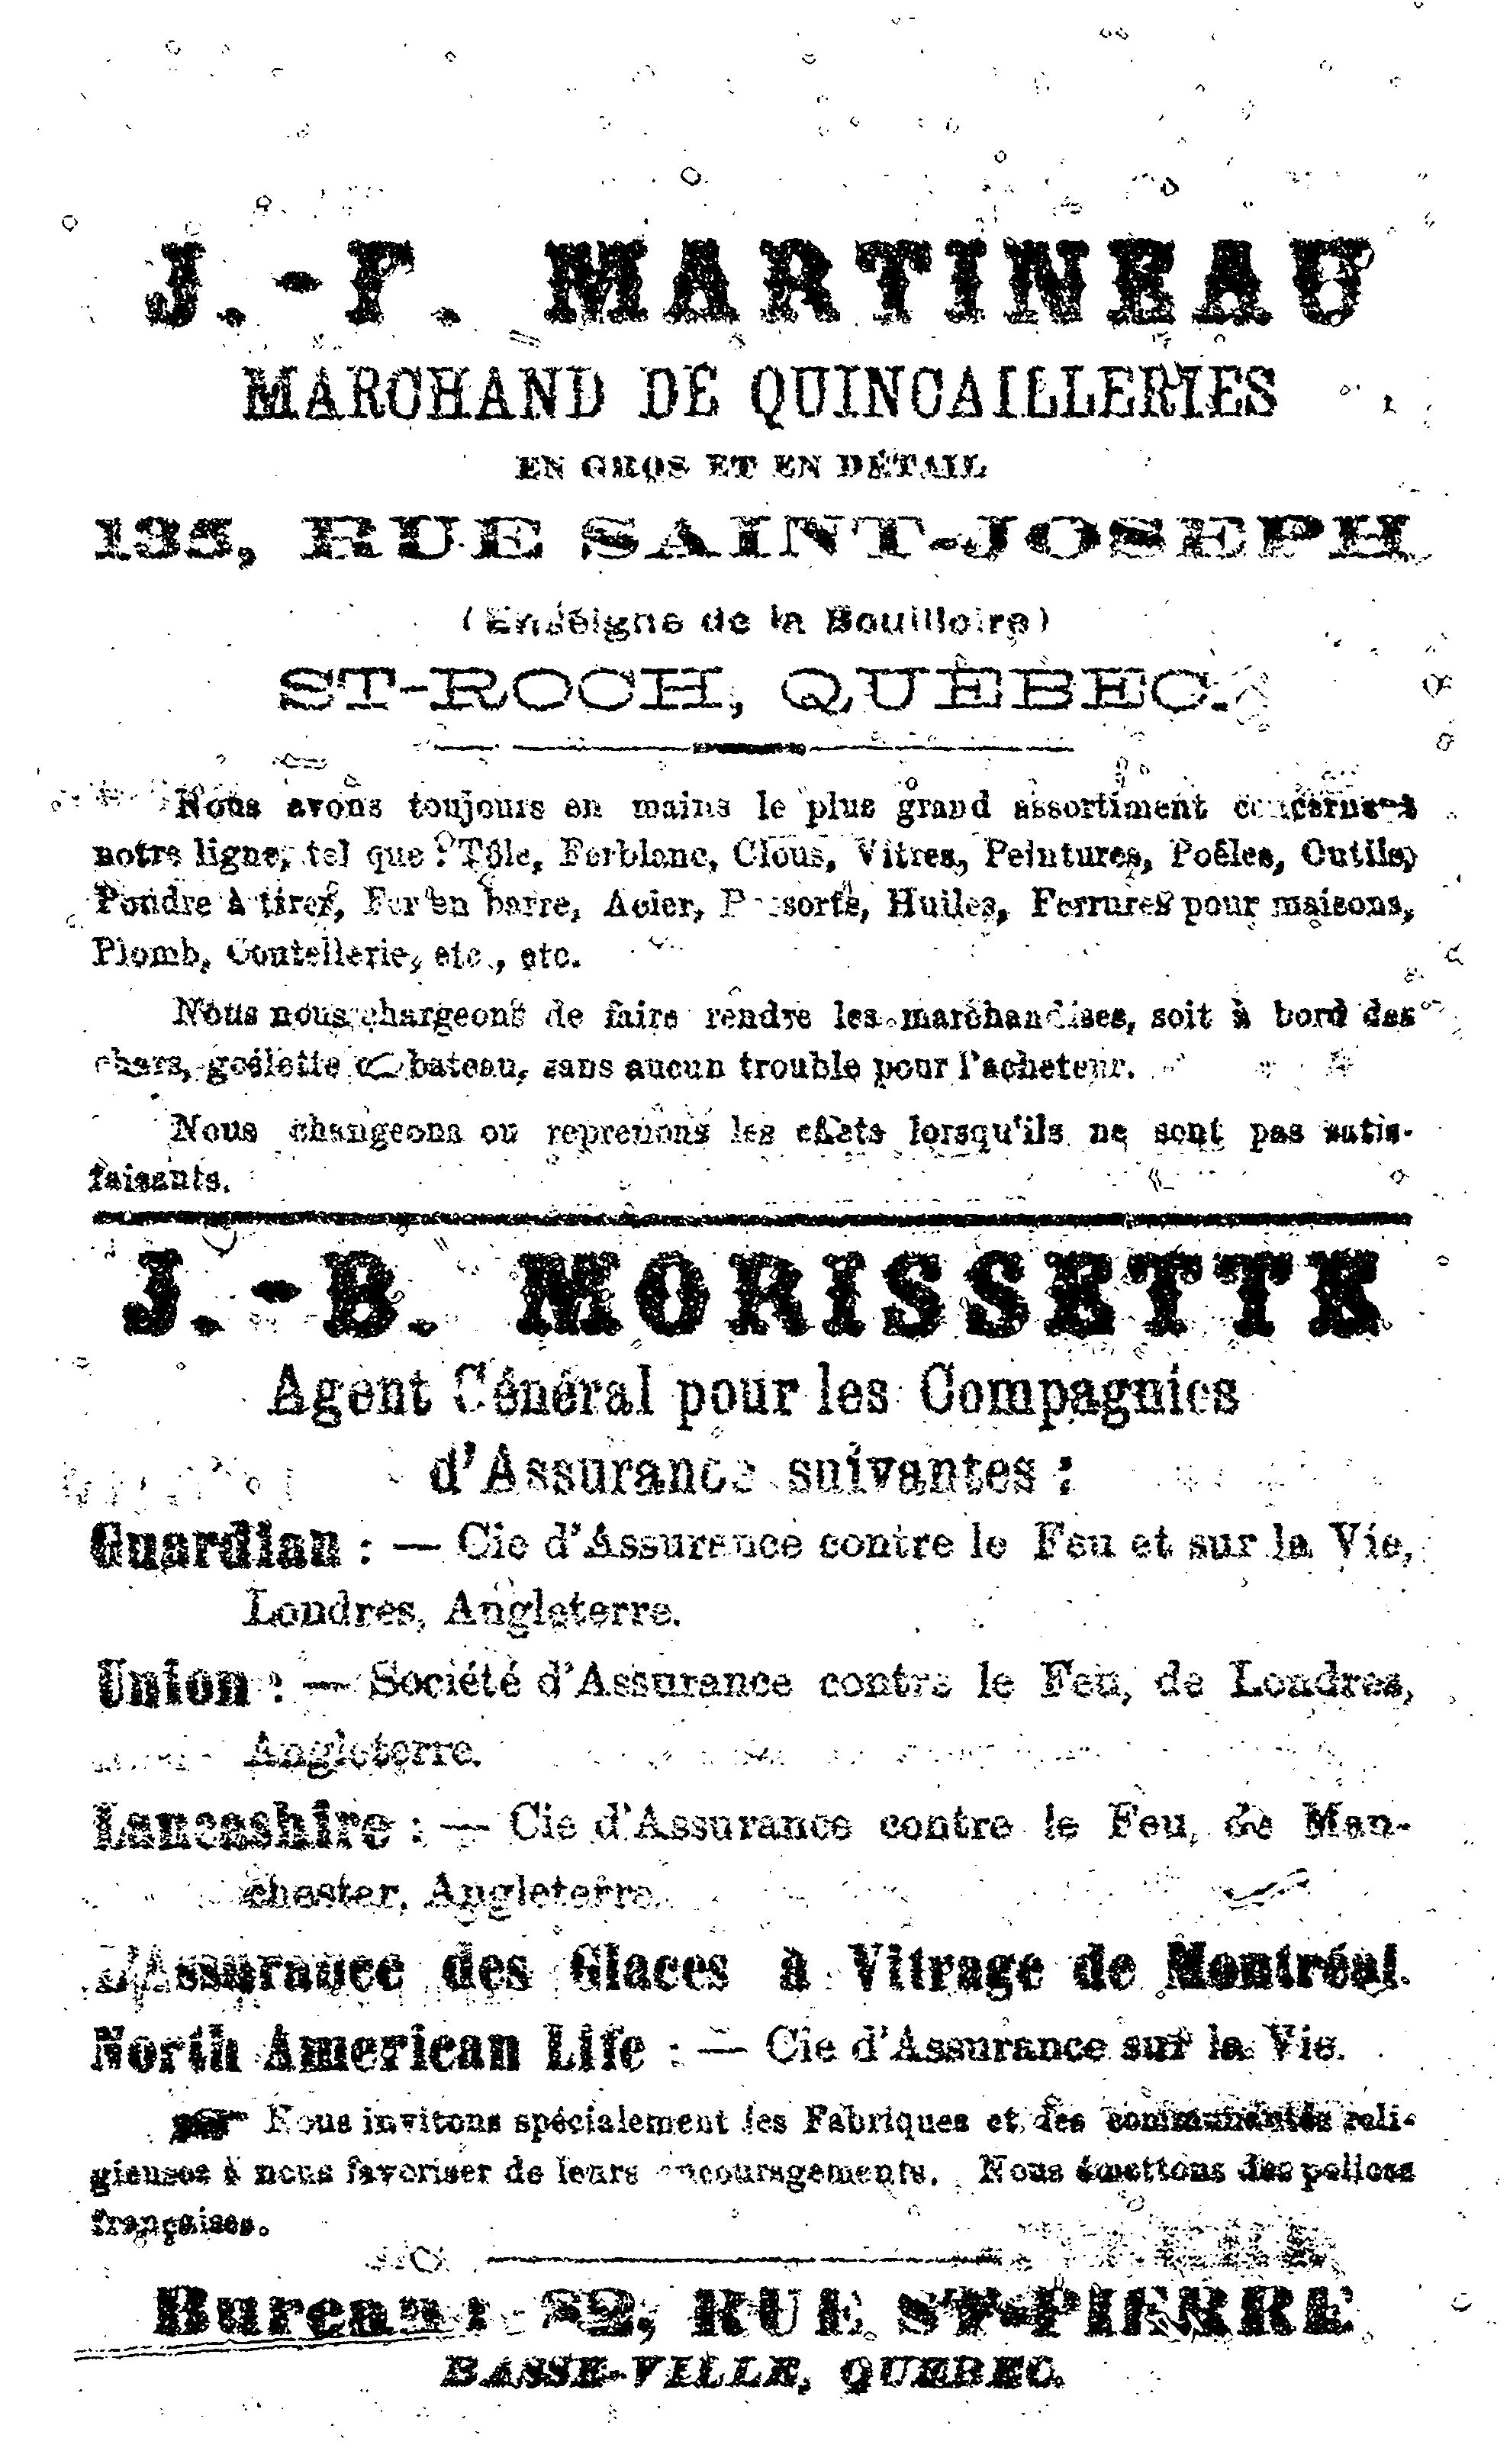 J.-P. MARTINEAU
MARCHAND DE QUINCAILLERIES
EN GROS ET EN DÉTAIL
135, RUE SAINT-JOSEPH
(Enseigne de la Bouilloire)
ST-ROCH, QUEBEC.
Nous avons toujours en mains le plus grand assortiment concernant
notre ligne, tel que : Tôle, Ferblanc, Clous, Vitres, Peintures, Poêles, Outils,
Poudre à tirer, Fer en barre, Acier, Ressorts, Huiles, Ferrures pour maisons,
Plomb, Coutellerie, etc., etc.
Nous nous chargeons de faire rendre les marchandises, soit à bord des
chars, goëlette ou bateau, sans aucun trouble pour l'acheteur.
Nous changeons ou reprenons les effets lorsqu'ils ne sont pas satis-
faisants.
J.-B. MORISSETTE
Agent Général pour les Compagnies
d'Assurance suivantes :
Guardian : — Cie d'Assurance contre le Feu et sur la Vie,
Londres, Angleterre.
Union : — Société d'Assurance contre le Feu, de Londres,
Angleterre.
Lancashire : — Cie d'Assurance contre le Feu, de Man-
chester, Angleterre.
L'Assurance des Glaces à Vitrage de Montréal.
North American Life : — Cie d'Assurance sur la Vie.
Nous invitons spécialement les Fabriques et les communautés reli-
gieuses à nous favoriser de leurs encouragements. Nous émettons des polices
françaises.
Bureau : 82, RUE ST-PIERRE
BASSE-VILLE, QUEBEC.